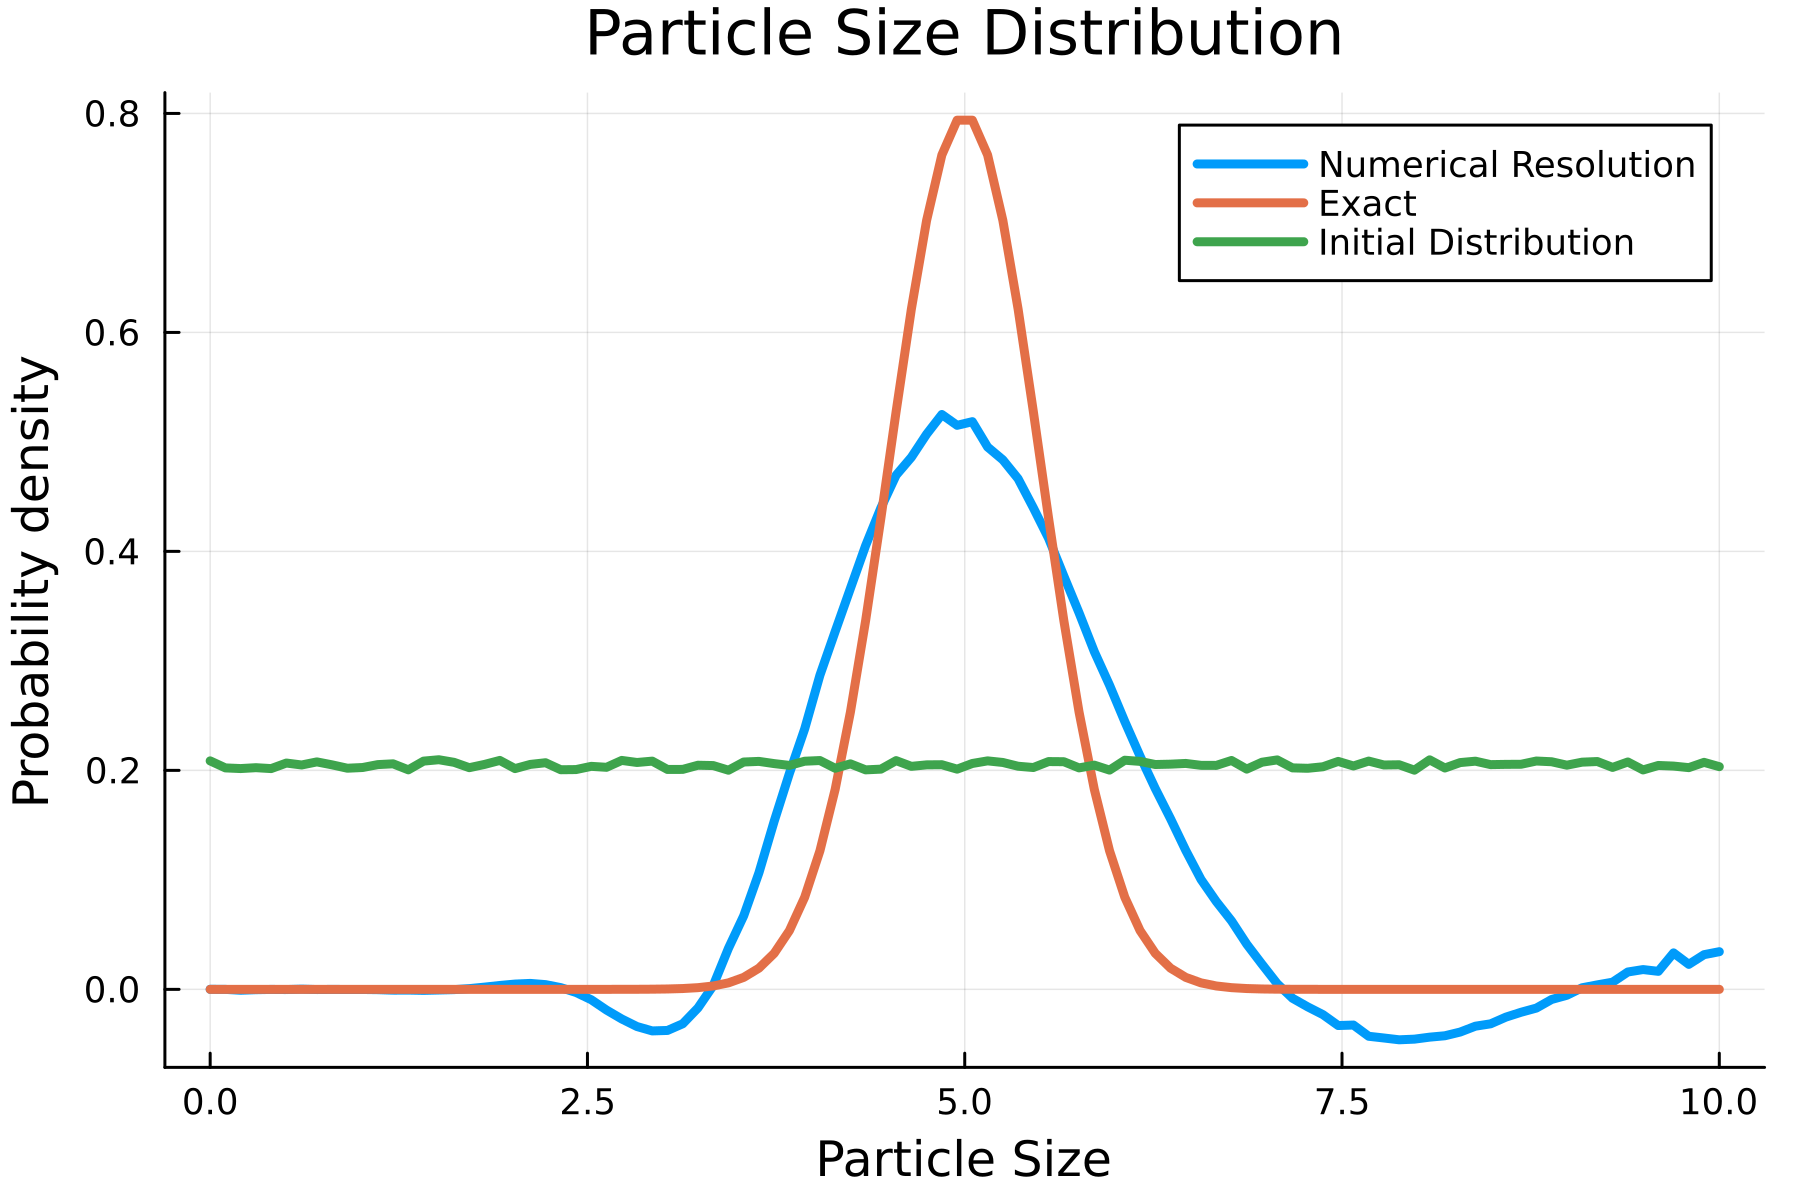 Particle Size Distribution
0.8
0.6
0.4
0.2
0.0
Probability density
Numerical Resolution
Exact
Initial Distribution
0.0 2.5 5.0 7.5 10.0
Particle Size